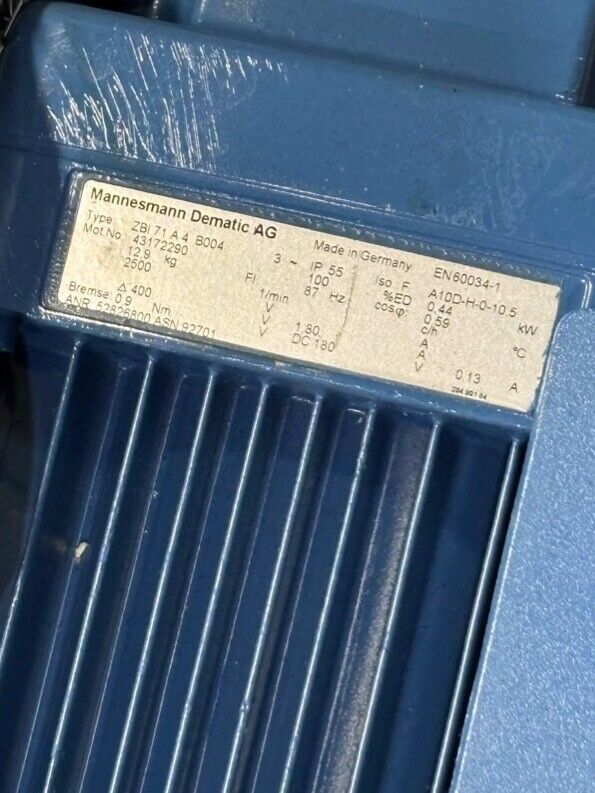 Mannesmann Dematic AG Made in Germany EN60034-1
Type ZBI 71 A 4 B004 3 ~ IP 55 Iso F A10D-H-0-10.5
Mot.No 43172290 100 %ED 0.44 kW
12,9 kg FI 87 Hz cosφ: 0.59
2500 1/min c/h °C
Δ 400 V 1.80 A
V A
Bremse: 0.9 Nm V DC 180 V 0.13 A
ANR. 52826800 ASN 92701